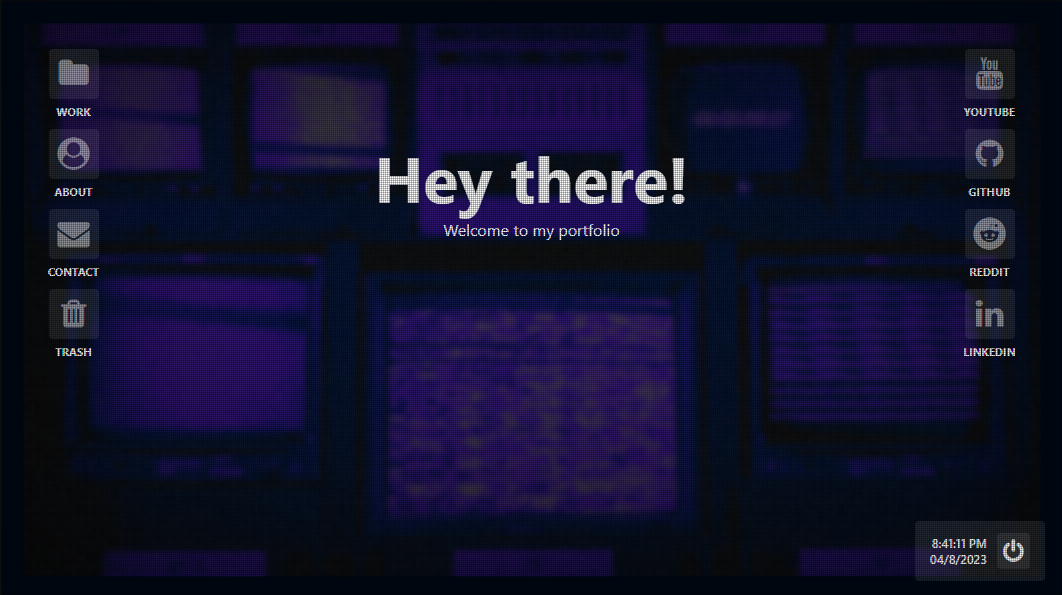 WORK
ABOUT
CONTACT
TRASH
Hey there!
Welcome to my portfolio
You
Tube
YOUTUBE
GITHUB
REDDIT
in
LINKEDIN
8:41:11 PM
04/8/2023